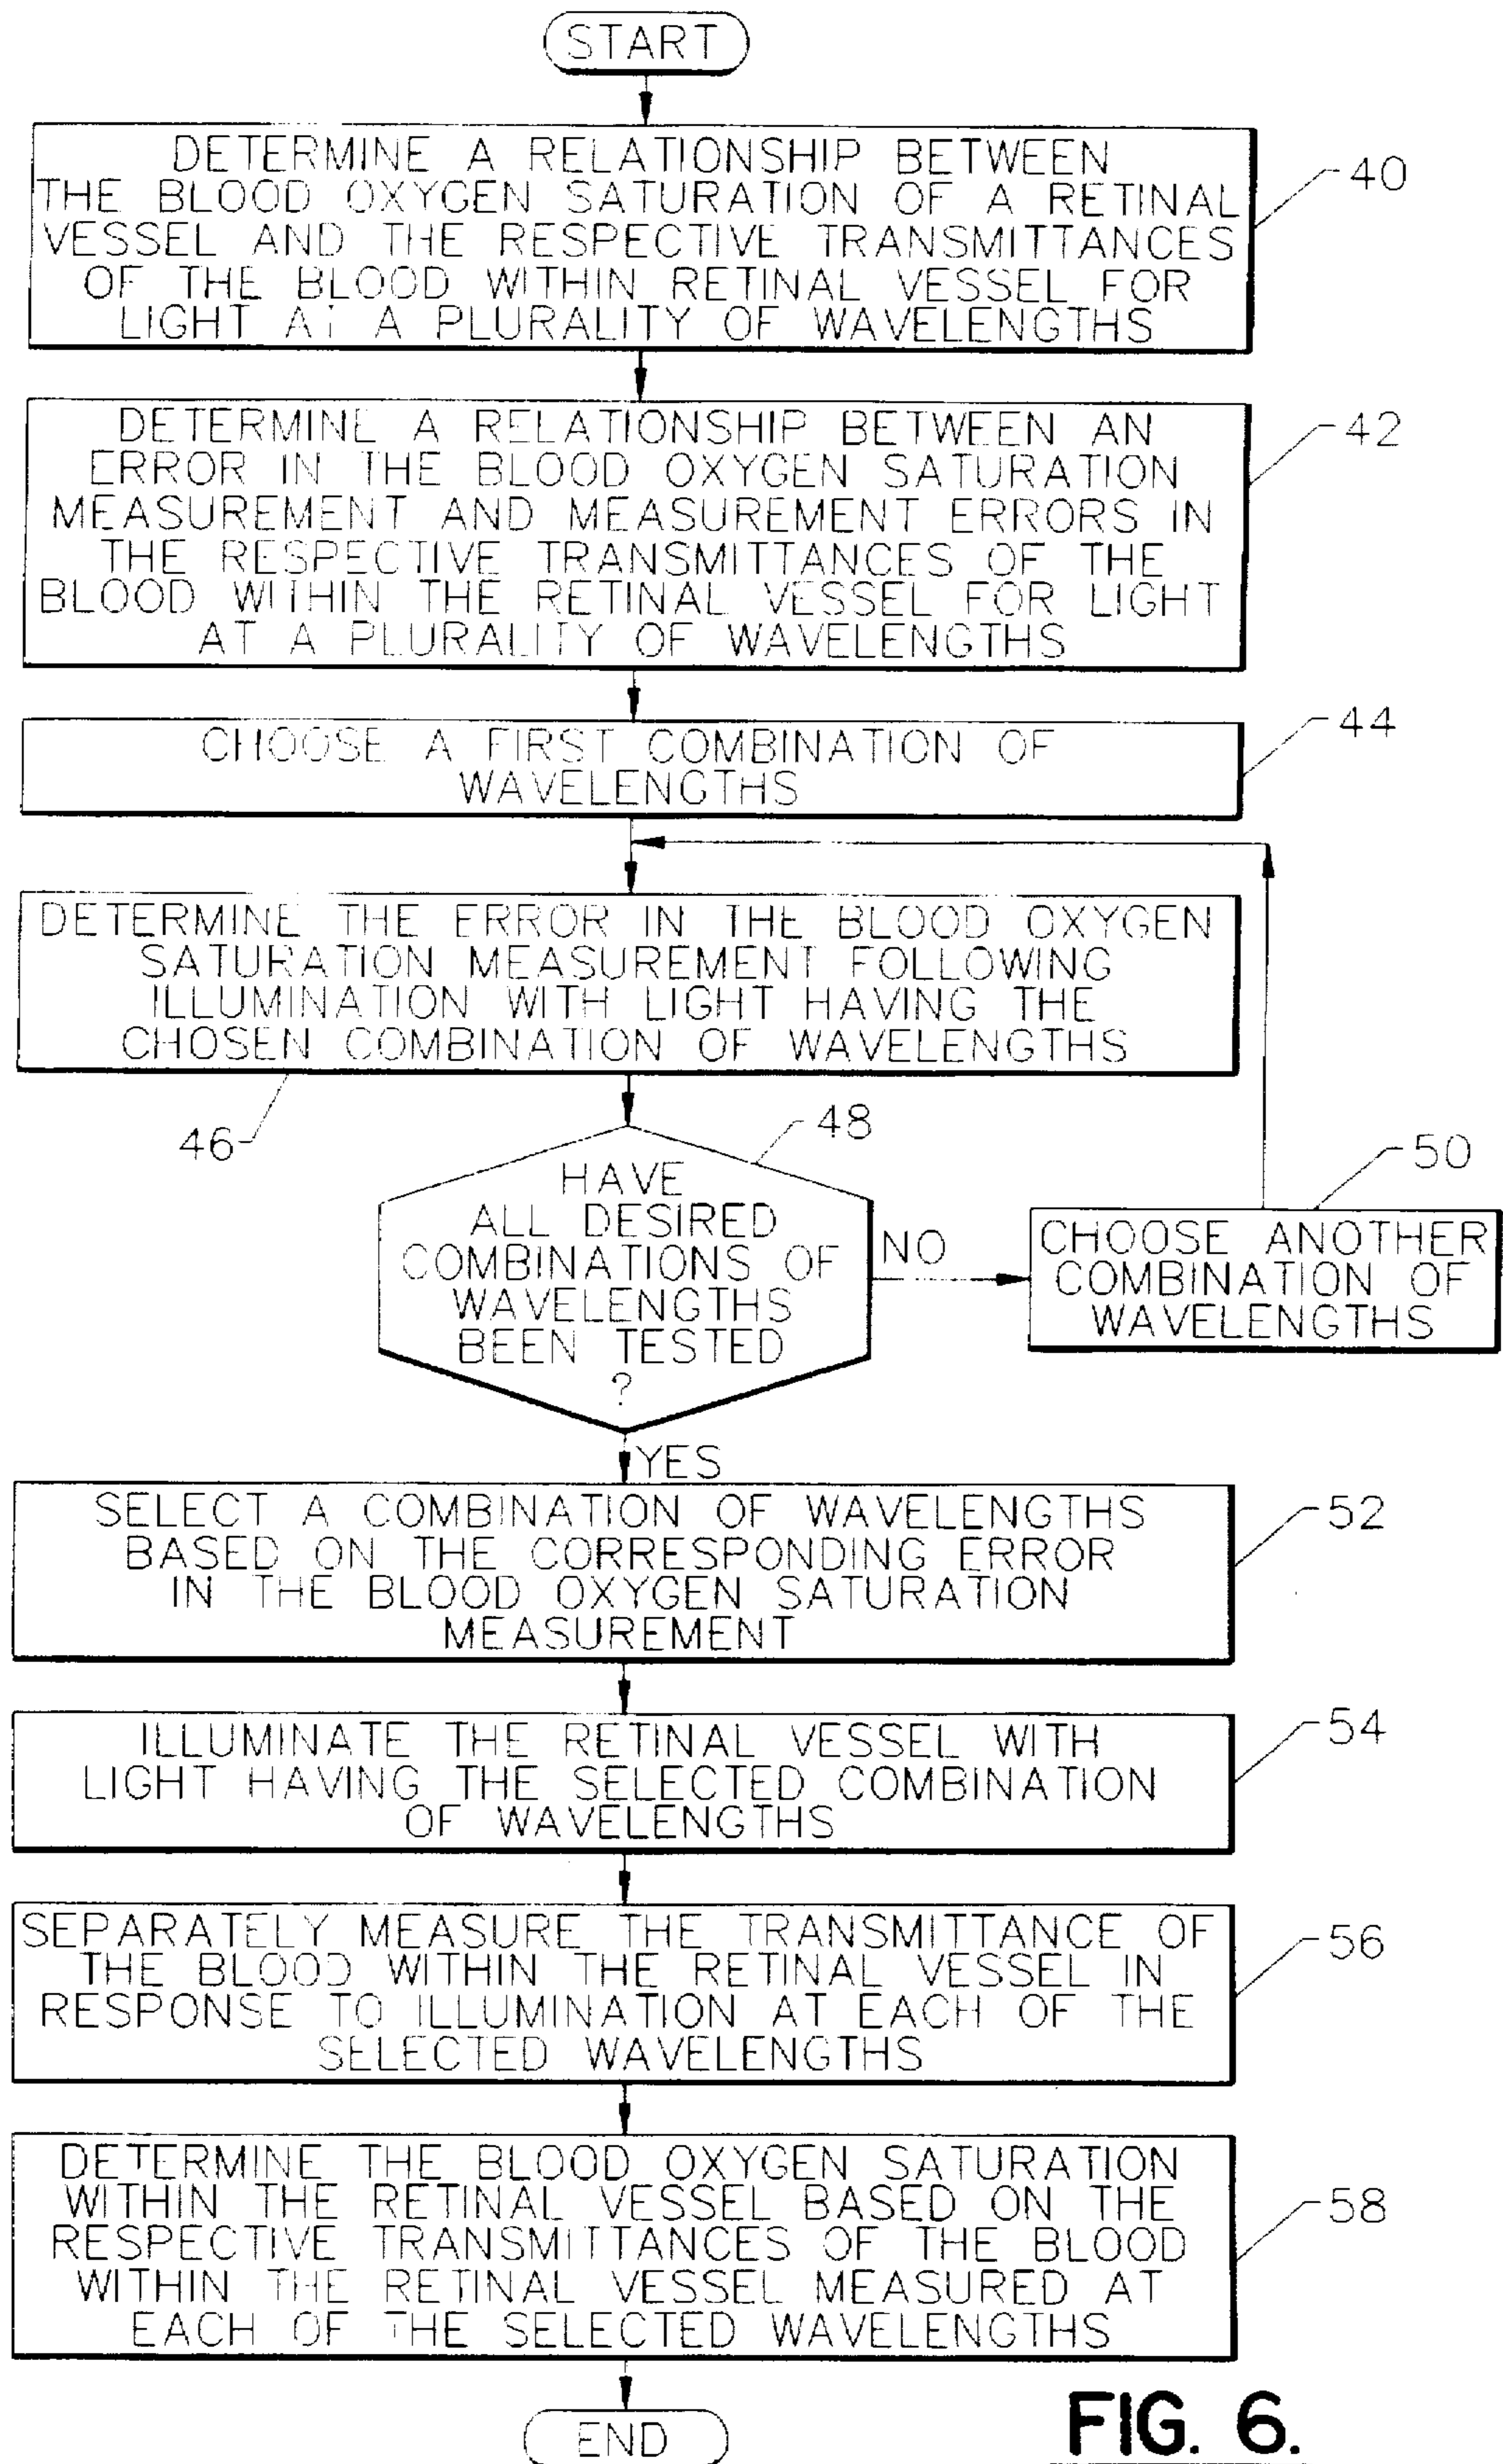 START
DETERMINE A RELATIONSHIP BETWEEN
THE BLOOD OXYGEN SATURATION OF A RETINAL
VESSEL AND THE RESPECTIVE TRANSMITTANCES
OF THE BLOOD WITHIN RETINAL VESSEL FOR
LIGHT AT A PLURALITY OF WAVELENGTHS
40
DETERMINE A RELATIONSHIP BETWEEN AN
ERROR IN THE BLOOD OXYGEN SATURATION
MEASUREMENT AND MEASUREMENT ERRORS IN
THE RESPECTIVE TRANSMITTANCES OF THE
BLOOD WITHIN THE RETINAL VESSEL FOR LIGHT
AT A PLURALITY OF WAVELENGTHS
42
CHOOSE A FIRST COMBINATION OF
WAVELENGTHS
44
DETERMINE THE ERROR IN THE BLOOD OXYGEN
SATURATION MEASUREMENT FOLLOWING
ILLUMINATION WITH LIGHT HAVING THE
CHOSEN COMBINATION OF WAVELENGTHS
46
48
HAVE
ALL DESIRED
COMBINATIONS OF
WAVELENGTHS
BEEN TESTED
?
NO
50
CHOOSE ANOTHER
COMBINATION OF
WAVELENGTHS
YES
SELECT A COMBINATION OF WAVELENGTHS
BASED ON THE CORRESPONDING ERROR
IN THE BLOOD OXYGEN SATURATION
MEASUREMENT
52
ILLUMINATE THE RETINAL VESSEL WITH
LIGHT HAVING THE SELECTED COMBINATION
OF WAVELENGTHS
54
SEPARATELY MEASURE THE TRANSMITTANCE OF
THE BLOOD WITHIN THE RETINAL VESSEL IN
RESPONSE TO ILLUMINATION AT EACH OF THE
SELECTED WAVELENGTHS
56
DETERMINE THE BLOOD OXYGEN SATURATION
WITHIN THE RETINAL VESSEL BASED ON THE
RESPECTIVE TRANSMITTANCES OF THE BLOOD
WITHIN THE RETINAL VESSEL MEASURED AT
EACH OF THE SELECTED WAVELENGTHS
58
END
FIG. 6.